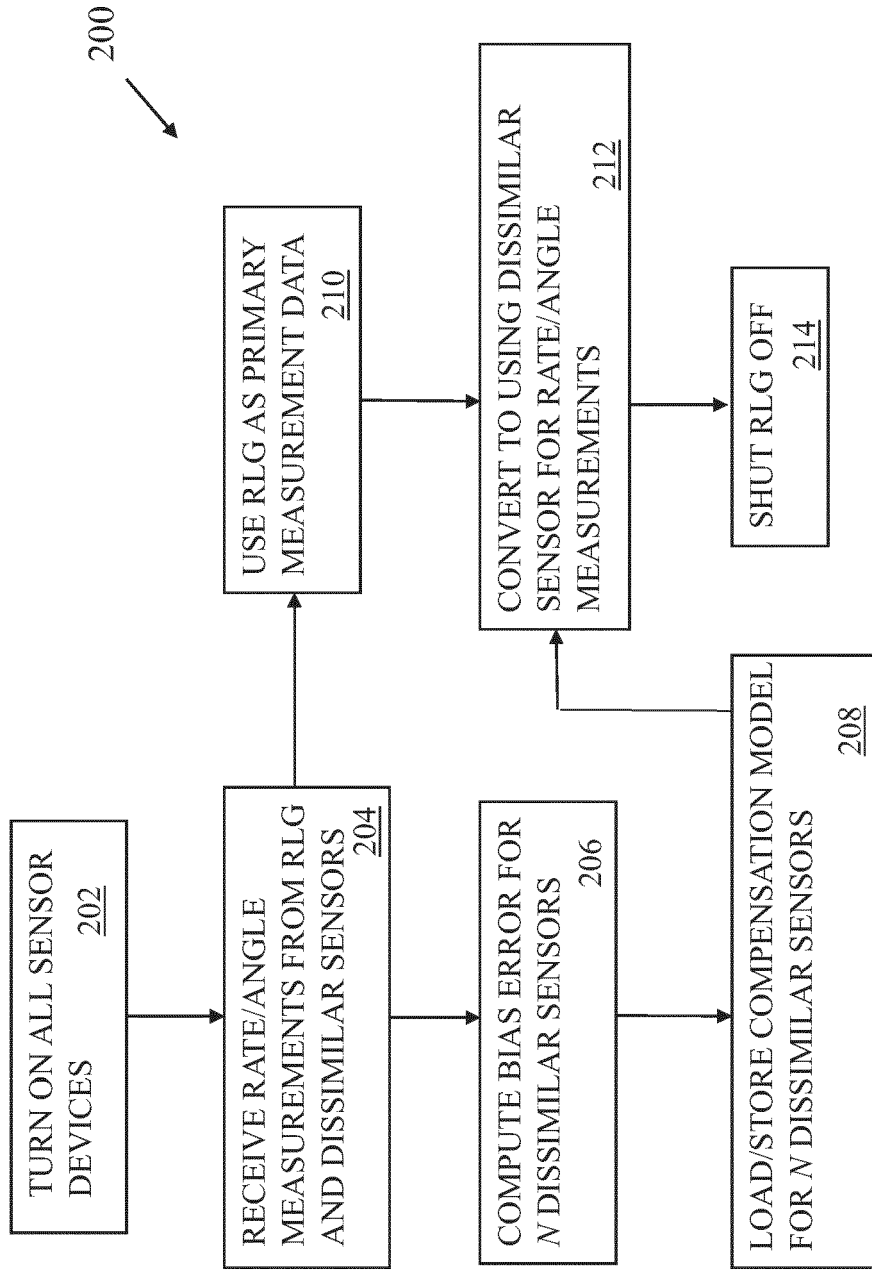 200
TURN ON ALL SENSOR
DEVICES
202
RECEIVE RATE/ANGLE
MEASUREMENTS FROM RLG
AND DISSIMILAR SENSORS
204
COMPUTE BIAS ERROR FOR
N DISSIMILAR SENSORS
206
LOAD/STORE COMPENSATION MODEL
FOR N DISSIMILAR SENSORS
208
USE RLG AS PRIMARY
MEASUREMENT DATA
210
CONVERT TO USING DISSIMILAR
SENSOR FOR RATE/ANGLE
MEASUREMENTS
212
SHUT RLG OFF
214